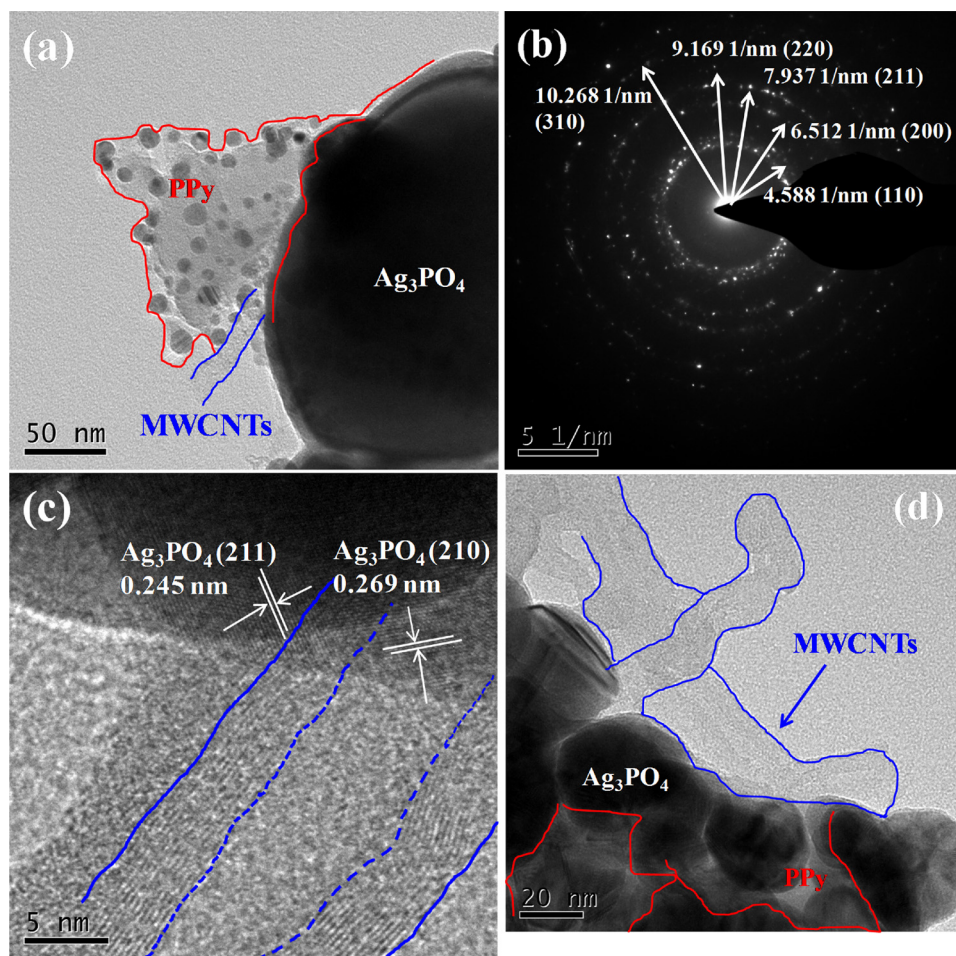 (a)
PPy
Ag₃PO₄
MWCNTs
50 nm
(b)
9.169 1/nm (220)
7.937 1/nm (211)
10.268 1/nm
(310)
6.512 1/nm (200)
4.588 1/nm (110)
5 1/nm
(c)
Ag₃PO₄ (211)
0.245 nm
Ag₃PO₄ (210)
0.269 nm
5 nm
(d)
MWCNTs
Ag₃PO₄
PPy
20 nm